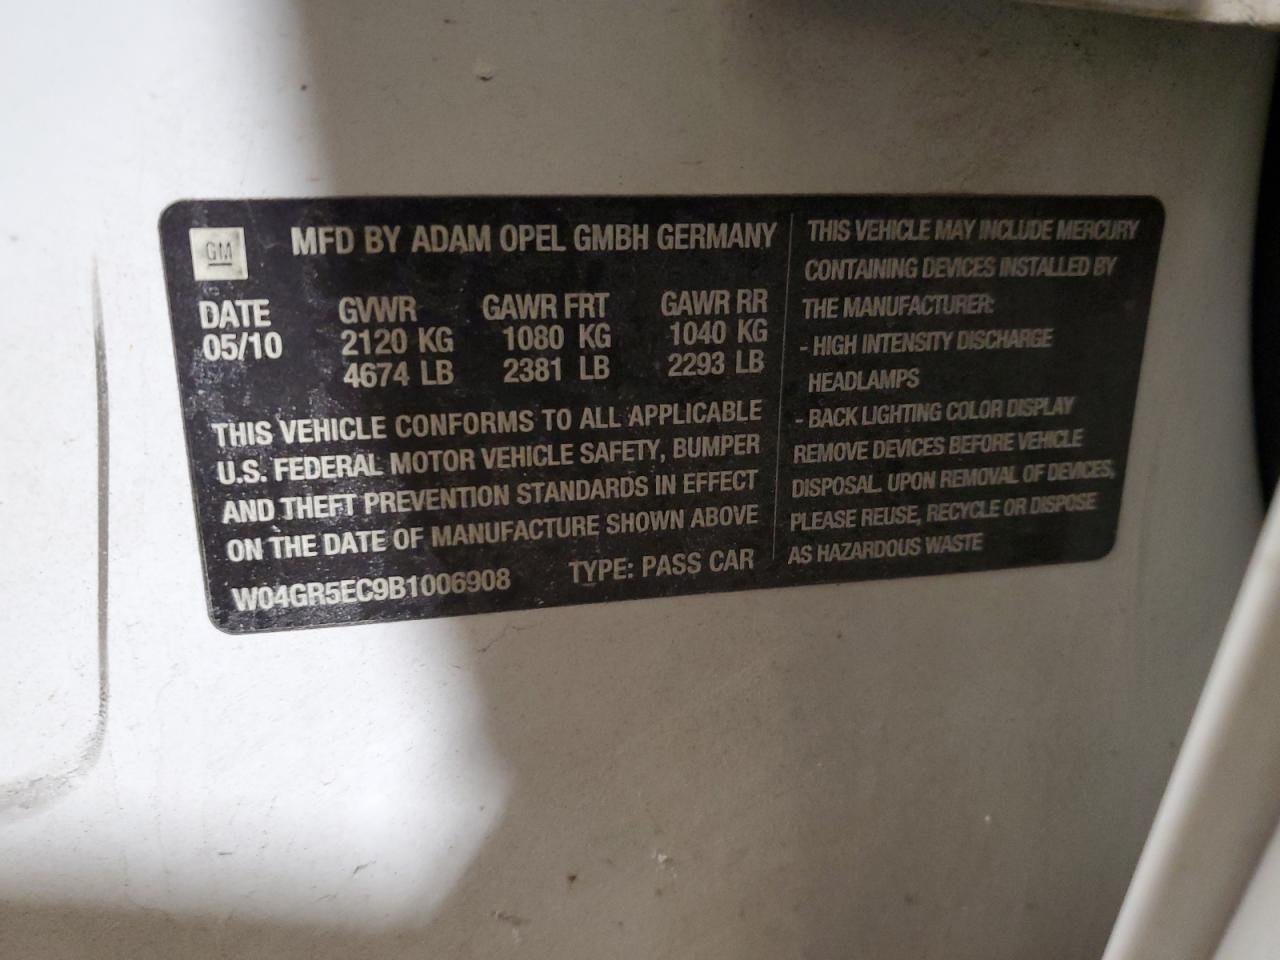 GM
MFD BY ADAM OPEL GMBH GERMANY
DATE GVWR GAWR FRT GAWR RR
05/10 2120 KG 1080 KG 1040 KG
4674 LB 2381 LB 2293 LB
THIS VEHICLE CONFORMS TO ALL APPLICABLE
U.S. FEDERAL MOTOR VEHICLE SAFETY, BUMPER
AND THEFT PREVENTION STANDARDS IN EFFECT
ON THE DATE OF MANUFACTURE SHOWN ABOVE
W04GR5EC9B1006908 TYPE: PASS CAR
THIS VEHICLE MAY INCLUDE MERCURY
CONTAINING DEVICES INSTALLED BY
THE MANUFACTURER:
- HIGH INTENSITY DISCHARGE
HEADLAMPS
- BACK LIGHTING COLOR DISPLAY
REMOVE DEVICES BEFORE VEHICLE
DISPOSAL. UPON REMOVAL OF DEVICES,
PLEASE REUSE, RECYCLE OR DISPOSE
AS HAZARDOUS WASTE